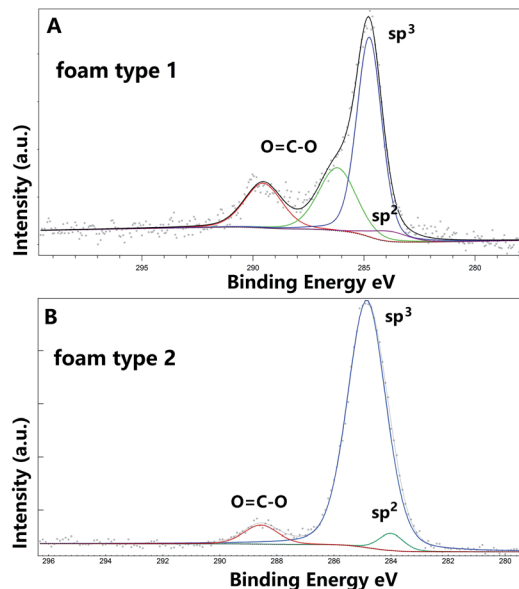 A
foam type 1
sp³
O=C-O
sp²
Intensity (a.u.)
295 290 285 280
Binding Energy eV
B
foam type 2
sp³
O=C-O
sp²
Intensity (a.u.)
296 294 292 290 288 286 284 282 280
Binding Energy eV